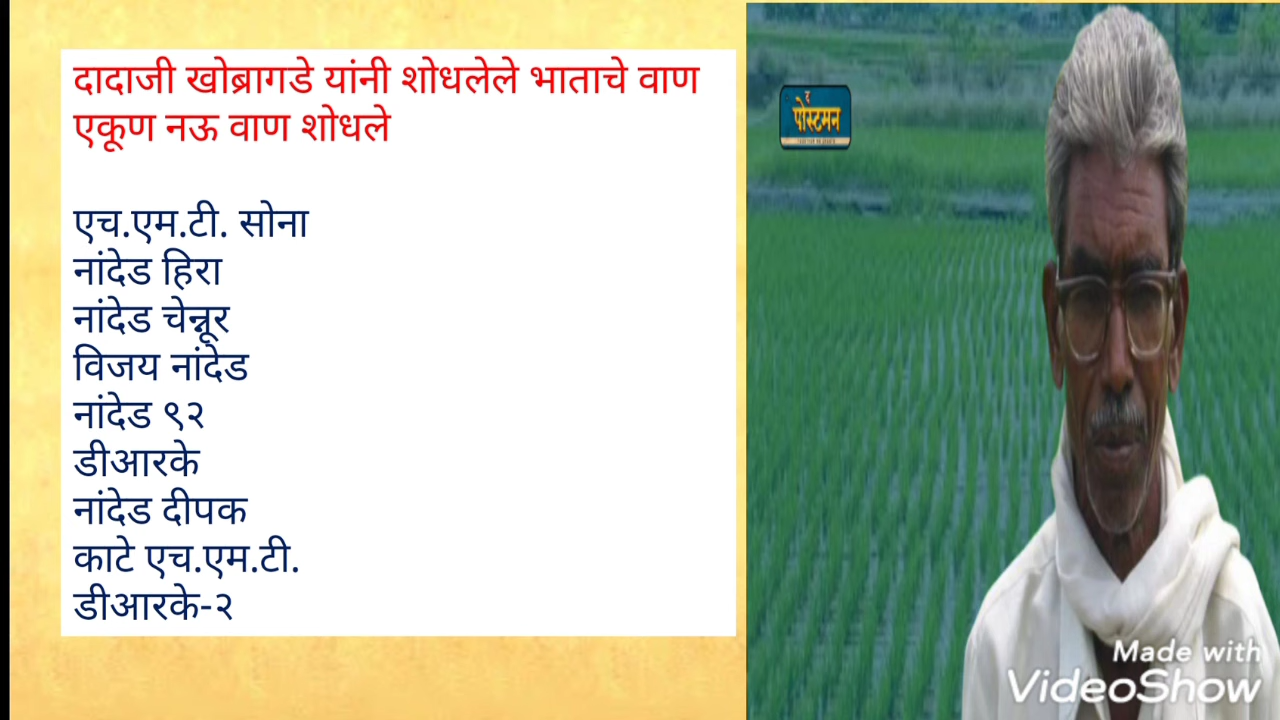 दादाजी खोब्रागडे यांनी शोधलेले भाताचे वाण
एकूण नऊ वाण शोधले
एच.एम.टी. सोना
नांदेड हिरा
नांदेड चेन्नूर
विजय नांदेड
नांदेड ९२
डीआरके
नांदेड दीपक
काटे एच.एम.टी.
डीआरके-२
द
पोस्टमन
Made with
VideoShow